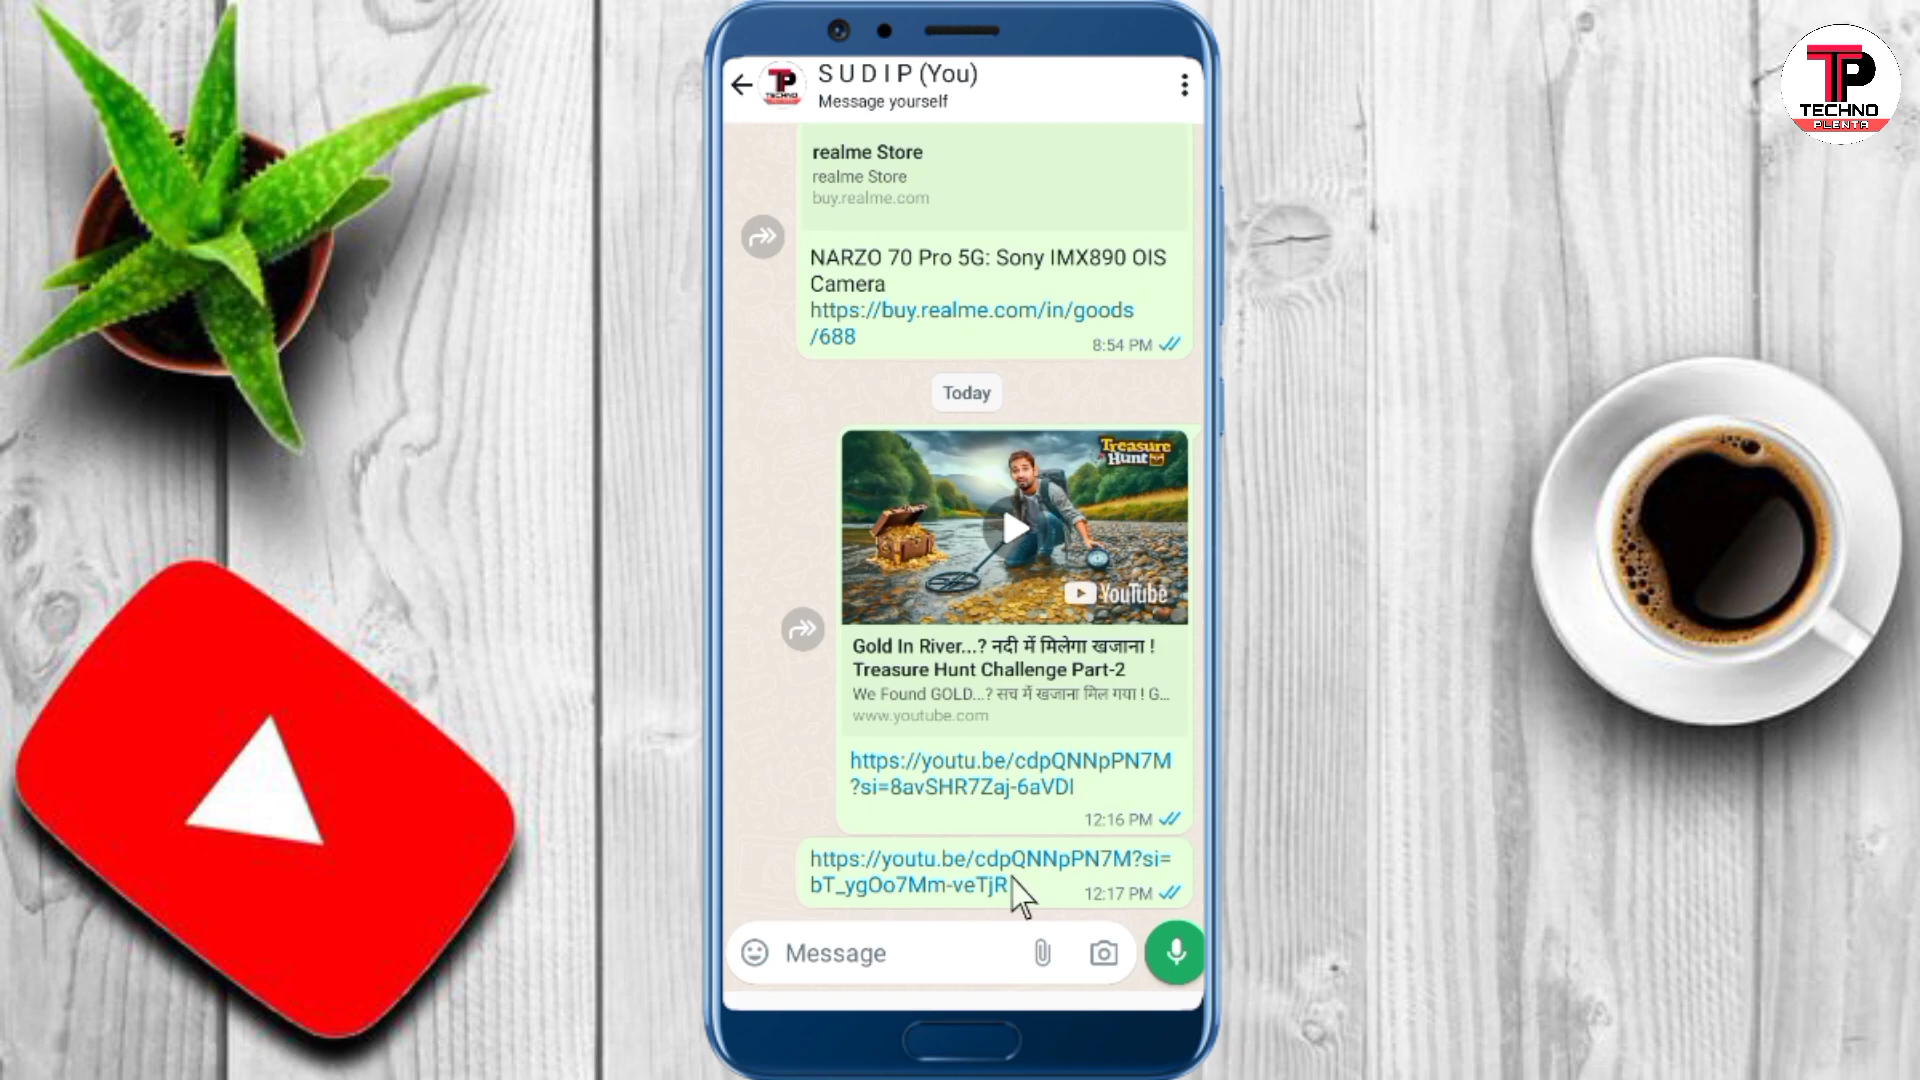 S U D I P (You)
Message yourself
TP
TECHNO
PLENTA
realme Store
realme Store
buy.realme.com
NARZO 70 Pro 5G: Sony IMX890 OIS
Camera
https://buy.realme.com/in/goods
/688
8:54 PM
Today
Treasure
Hunt
YouTube
Gold In River...? नदी में मिलेगा खजाना !
Treasure Hunt Challenge Part-2
We Found GOLD...? सच में खजाना मिल गया ! G...
www.youtube.com
https://youtu.be/cdpQNNpPN7M
?si=8avSHR7Zaj-6aVDl
12:16 PM
https://youtu.be/cdpQNNpPN7M?si=
bT_ygOo7Mm-veTjR
12:17 PM
Message